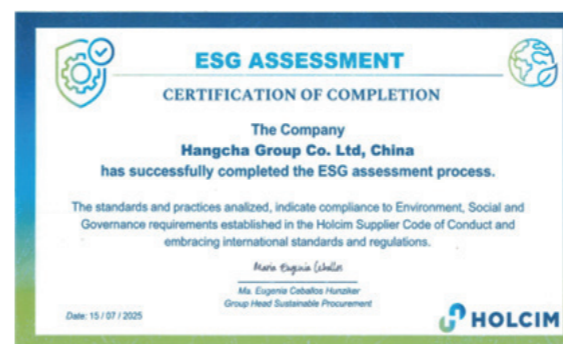 ESG ASSESSMENT
CERTIFICATION OF COMPLETION
The Company
Hangcha Group Co. Ltd, China
has successfully completed the ESG assessment process.
The standards and practices analized, indicate compliance to Environment, Social and
Governance requirements established in the Holcim Supplier Code of Conduct and
embracing international standards and regulations.
Maria Eugenia Ceballos
Ma. Eugenia Ceballos Hunziker
Group Head Sustainable Procurement
Date: 15 / 07 / 2025
HOLCIM